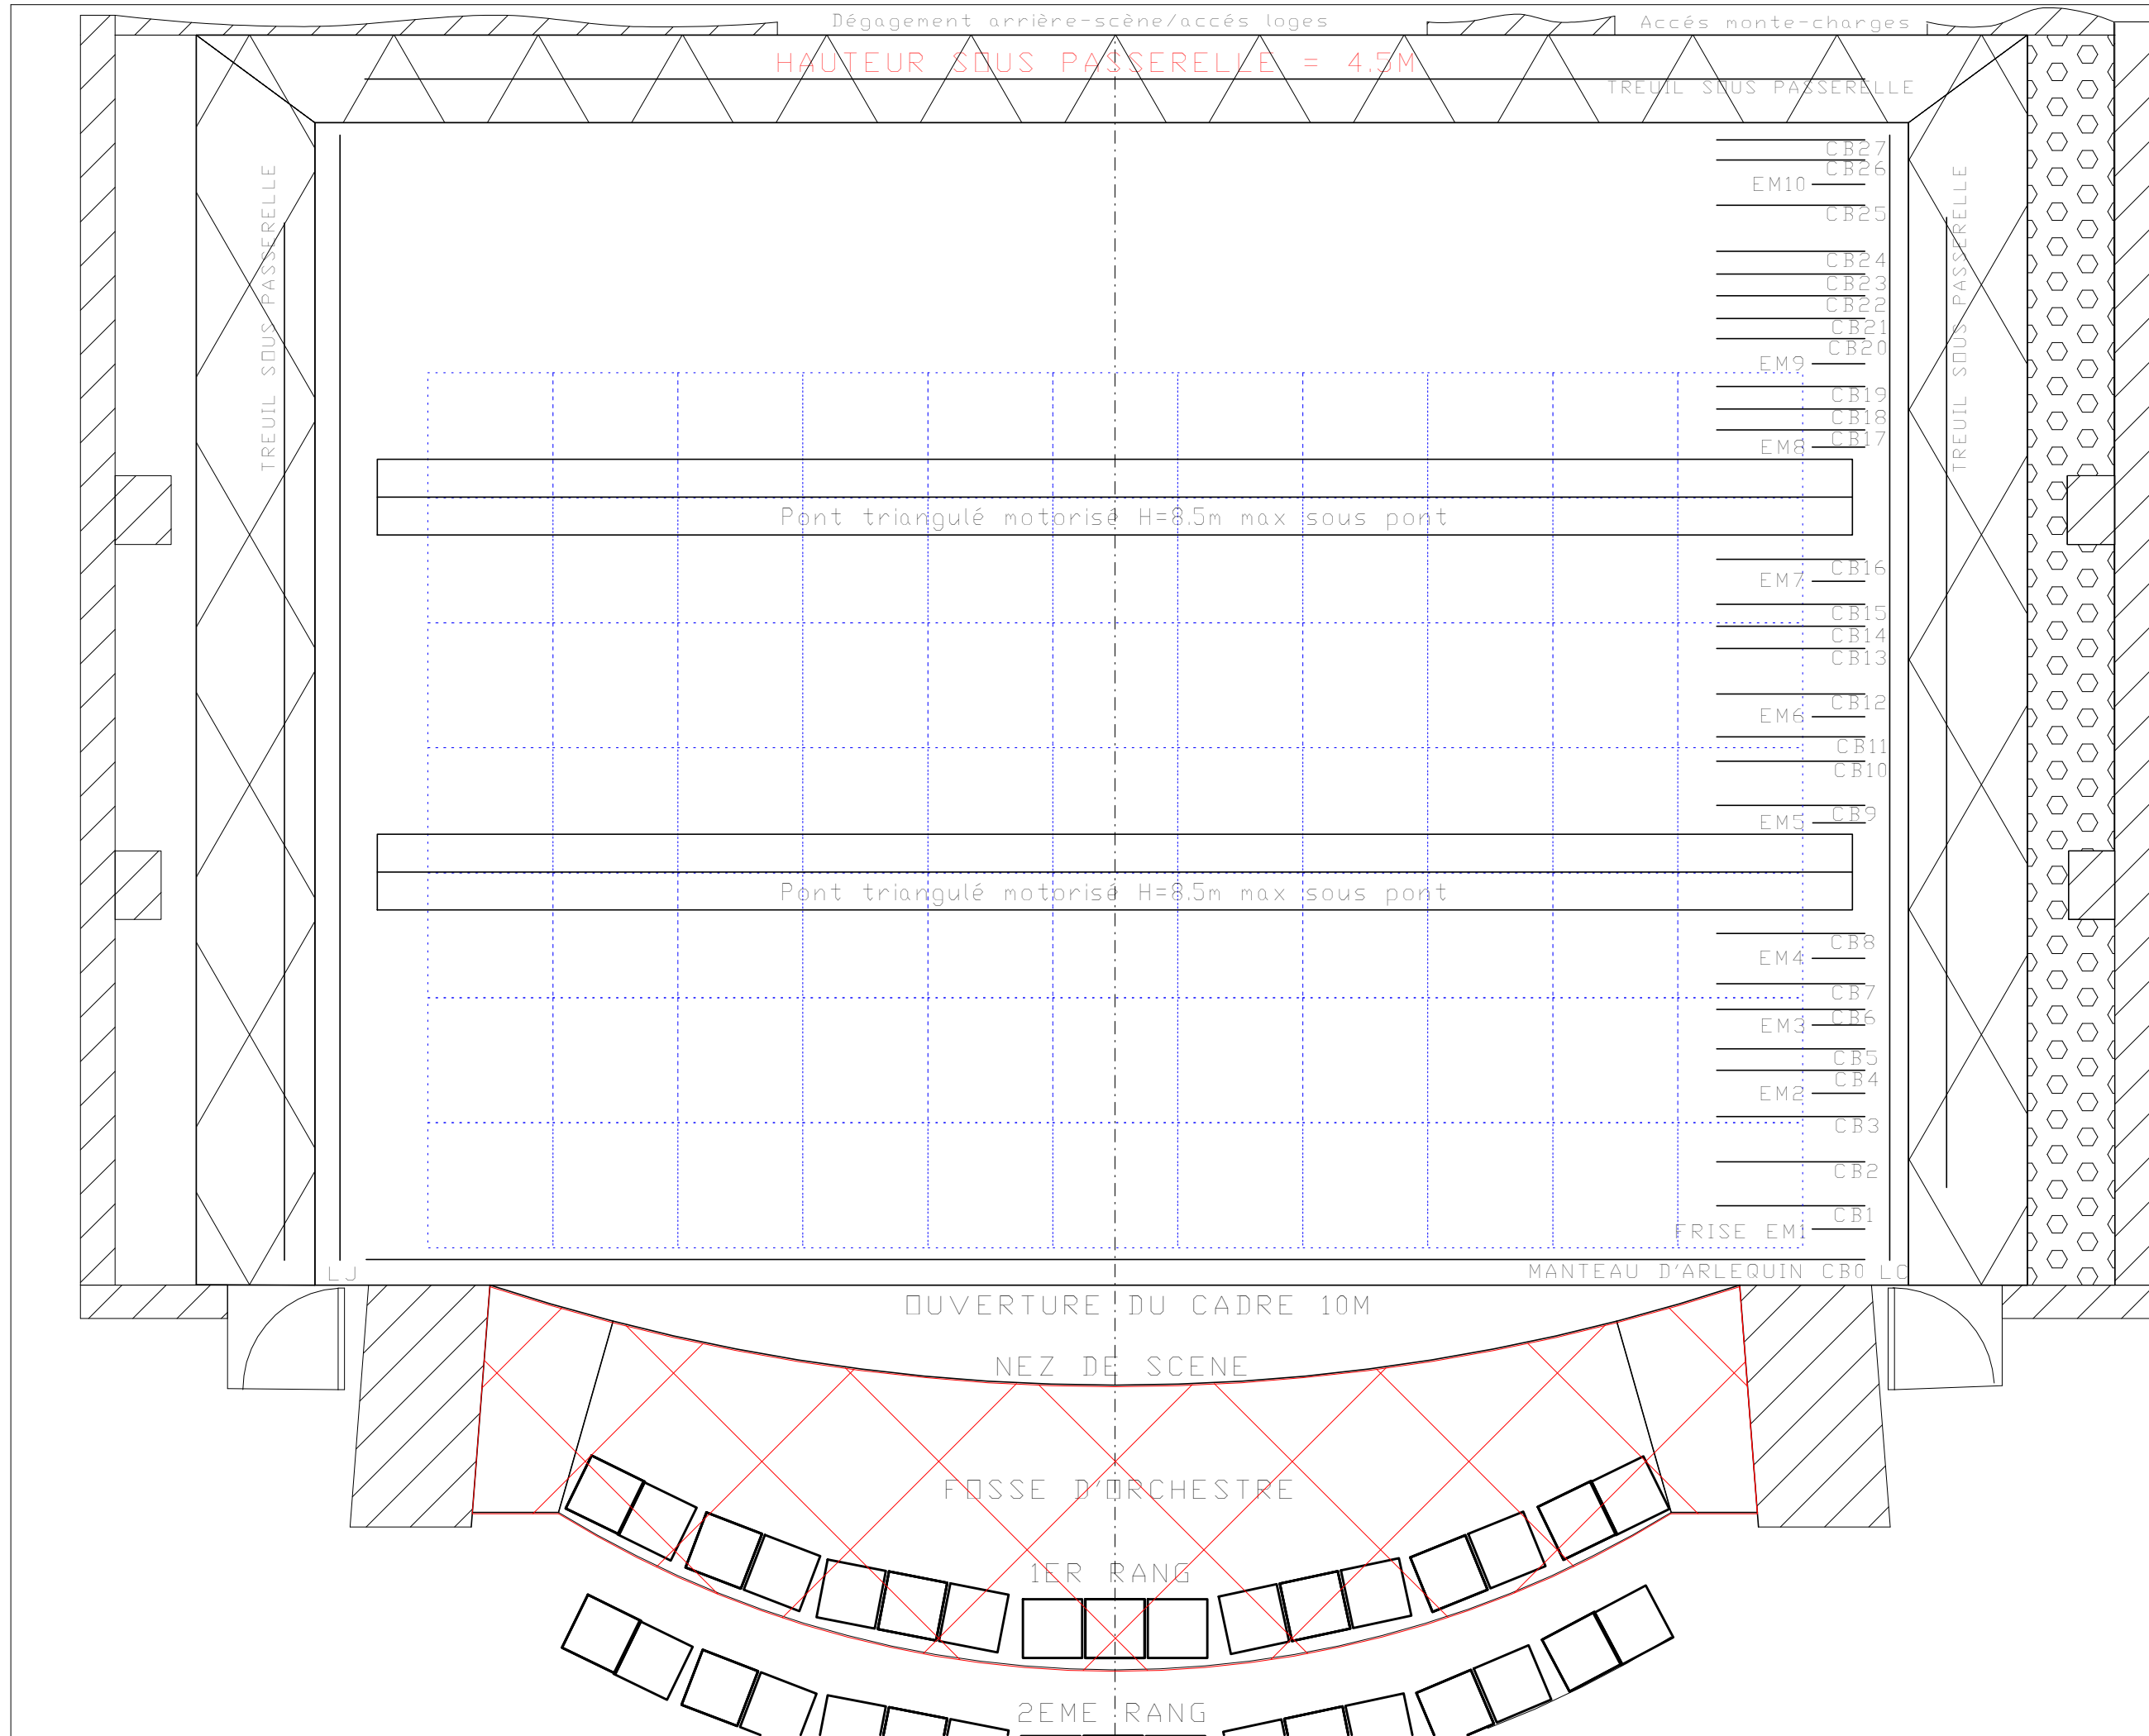 Dégagement arrière-scène/accés loges
Accés monte-charges
HAUTEUR SOUS PASSERELLE = 4.5M
TREUIL SOUS PASSERELLE
TREUIL SOUS PASSERELLE
TREUIL SOUS PASSERELLE
CB27
CB26
EM10
CB25
CB24
CB23
CB22
CB21
CB20
EM9
CB19
CB18
CB17
EM8
Pont triangulé motorisé H=8.5m max sous pont
CB16
EM7
CB15
CB14
CB13
CB12
EM6
CB11
CB10
CB9
EM5
Pont triangulé motorisé H=8.5m max sous pont
CB8
EM4
CB7
CB6
EM3
CB5
CB4
EM2
CB3
CB2
CB1
FRISE EM1
LJ
MANTEAU D'ARLEQUIN CB0 LC
OUVERTURE DU CADRE 10M
NEZ DE SCENE
FOSSE D'ORCHESTRE
1ER RANG
2EME RANG